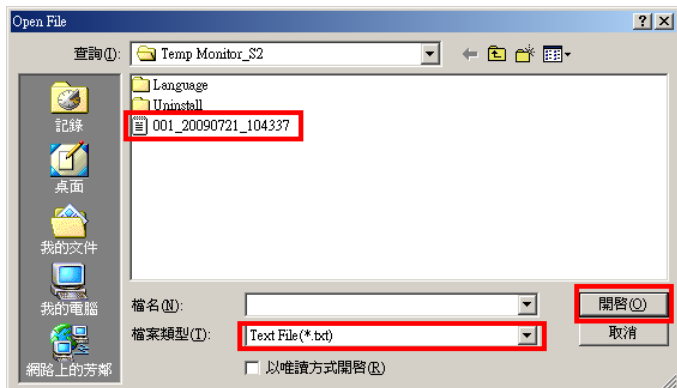 Open File
查詢(I):
Temp Monitor_S2
記錄
桌面
我的文件
我的電腦
網路上的芳鄰
Language
Uninstall
001_20090721_104337
檔名(N):
開啓(O)
檔案類型(T):
Text File(*.txt)
取消
以唯讀方式開啓(R)